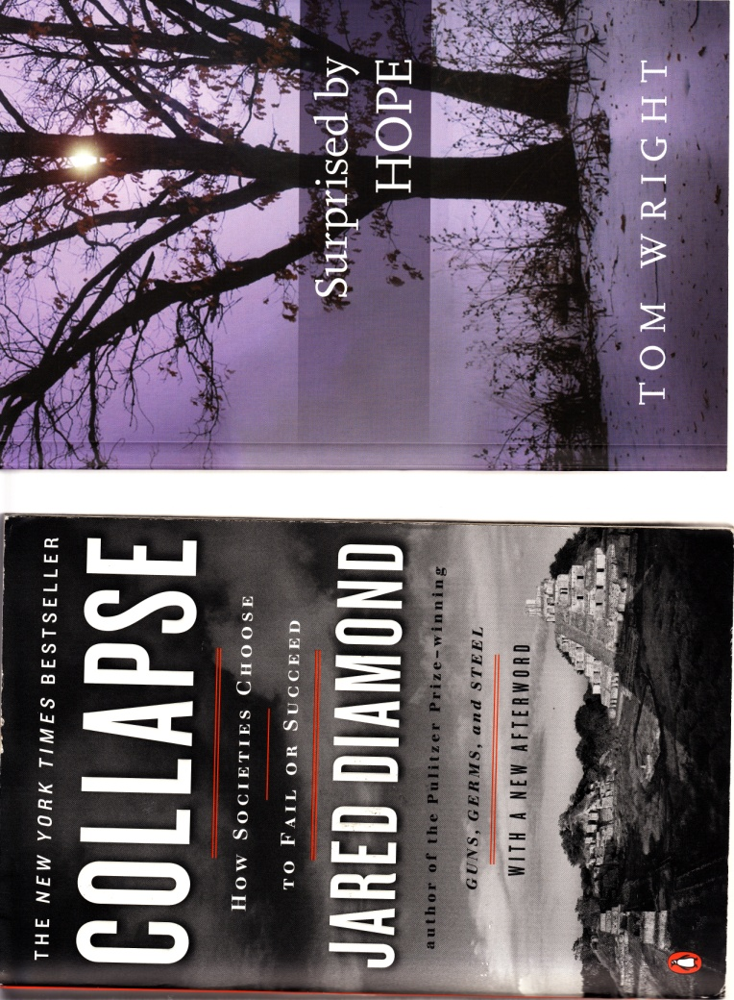 Surprised by
HOPE
TOM WRIGHT
THE NEW YORK TIMES BESTSELLER
COLLAPSE
HOW SOCIETIES CHOOSE
TO FAIL OR SUCCEED
JARED DIAMOND
author of the Pulitzer Prize-winning
GUNS, GERMS, and STEEL
WITH A NEW AFTERWORD